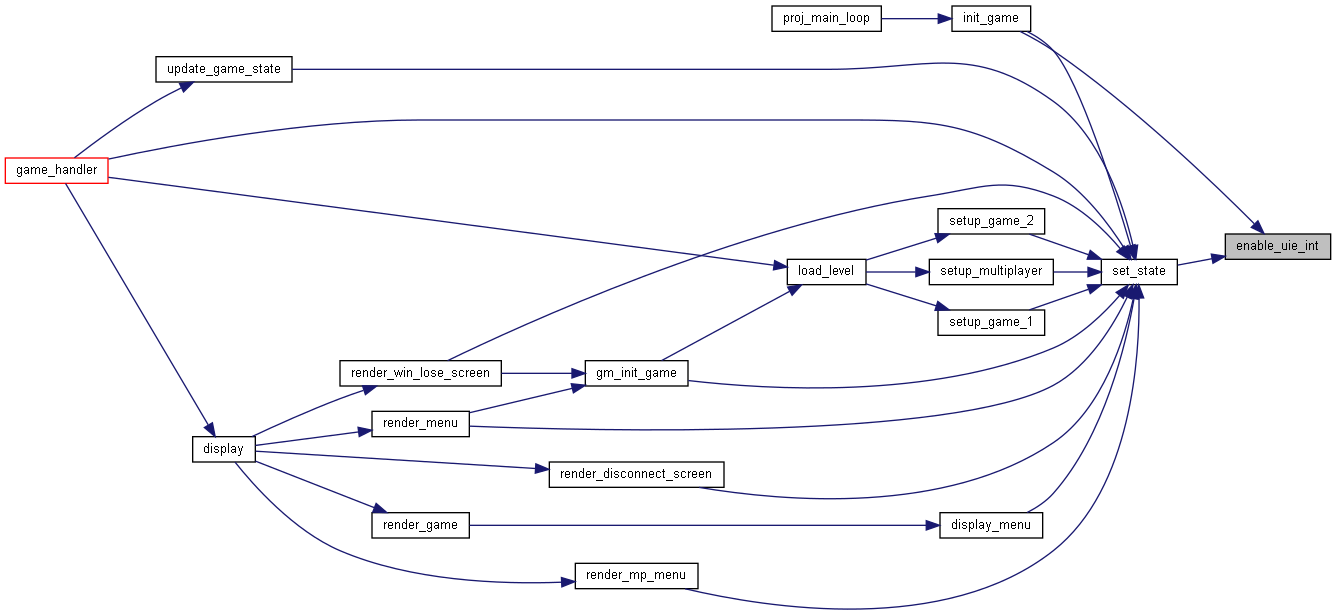 proj_main_loop
init_game
update_game_state
game_handler
setup_game_2
enable_uie_int
load_level
setup_multiplayer
set_state
setup_game_1
render_win_lose_screen
gm_init_game
render_menu
display
render_disconnect_screen
render_game
display_menu
render_mp_menu